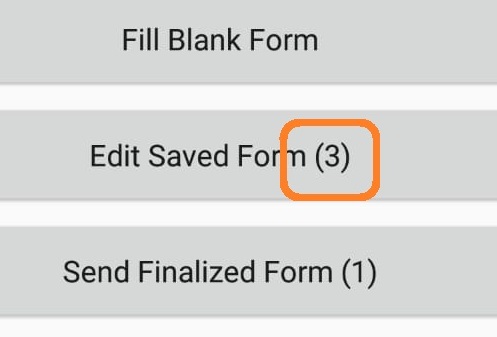 Fill Blank Form
Edit Saved Form (3)
Send Finalized Form (1)